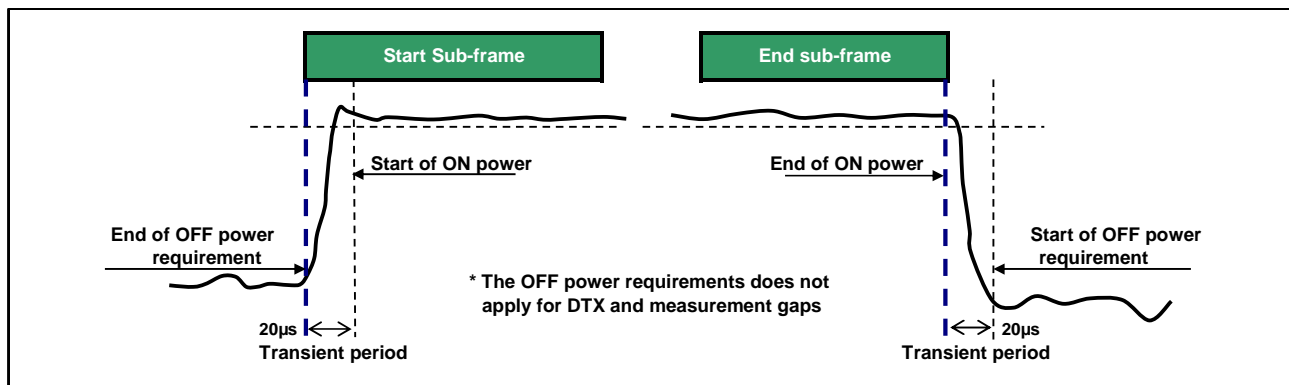 Start Sub-frame
End sub-frame
Start of ON power
End of ON power
End of OFF power
requirement
Start of OFF power
requirement
* The OFF power requirements does not
apply for DTX and measurement gaps
20µs
Transient period
20µs
Transient period